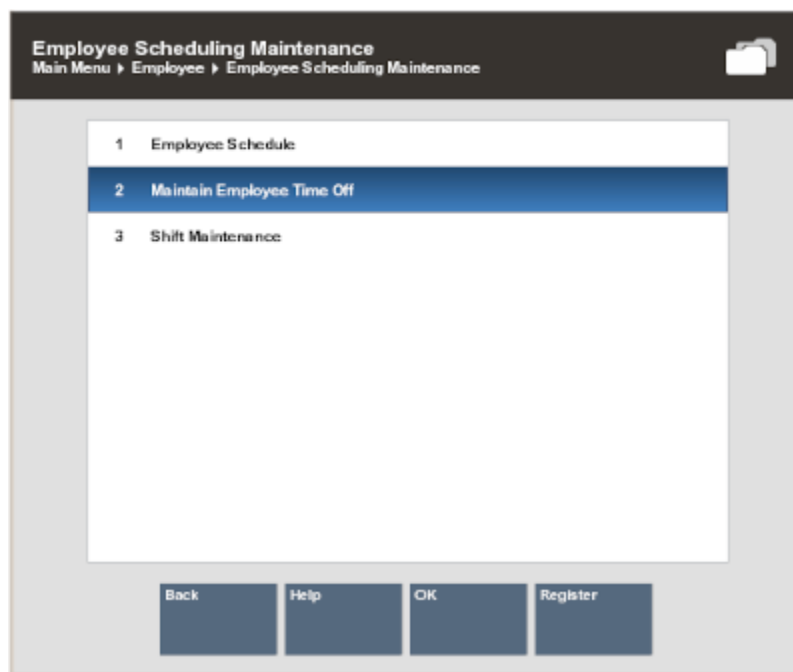 Employee Scheduling Maintenance
Main Menu ▸ Employee ▸ Employee Scheduling Maintenance
1 Employee Schedule
2 Maintain Employee Time Off
3 Shift Maintenance
Back Help OK Register